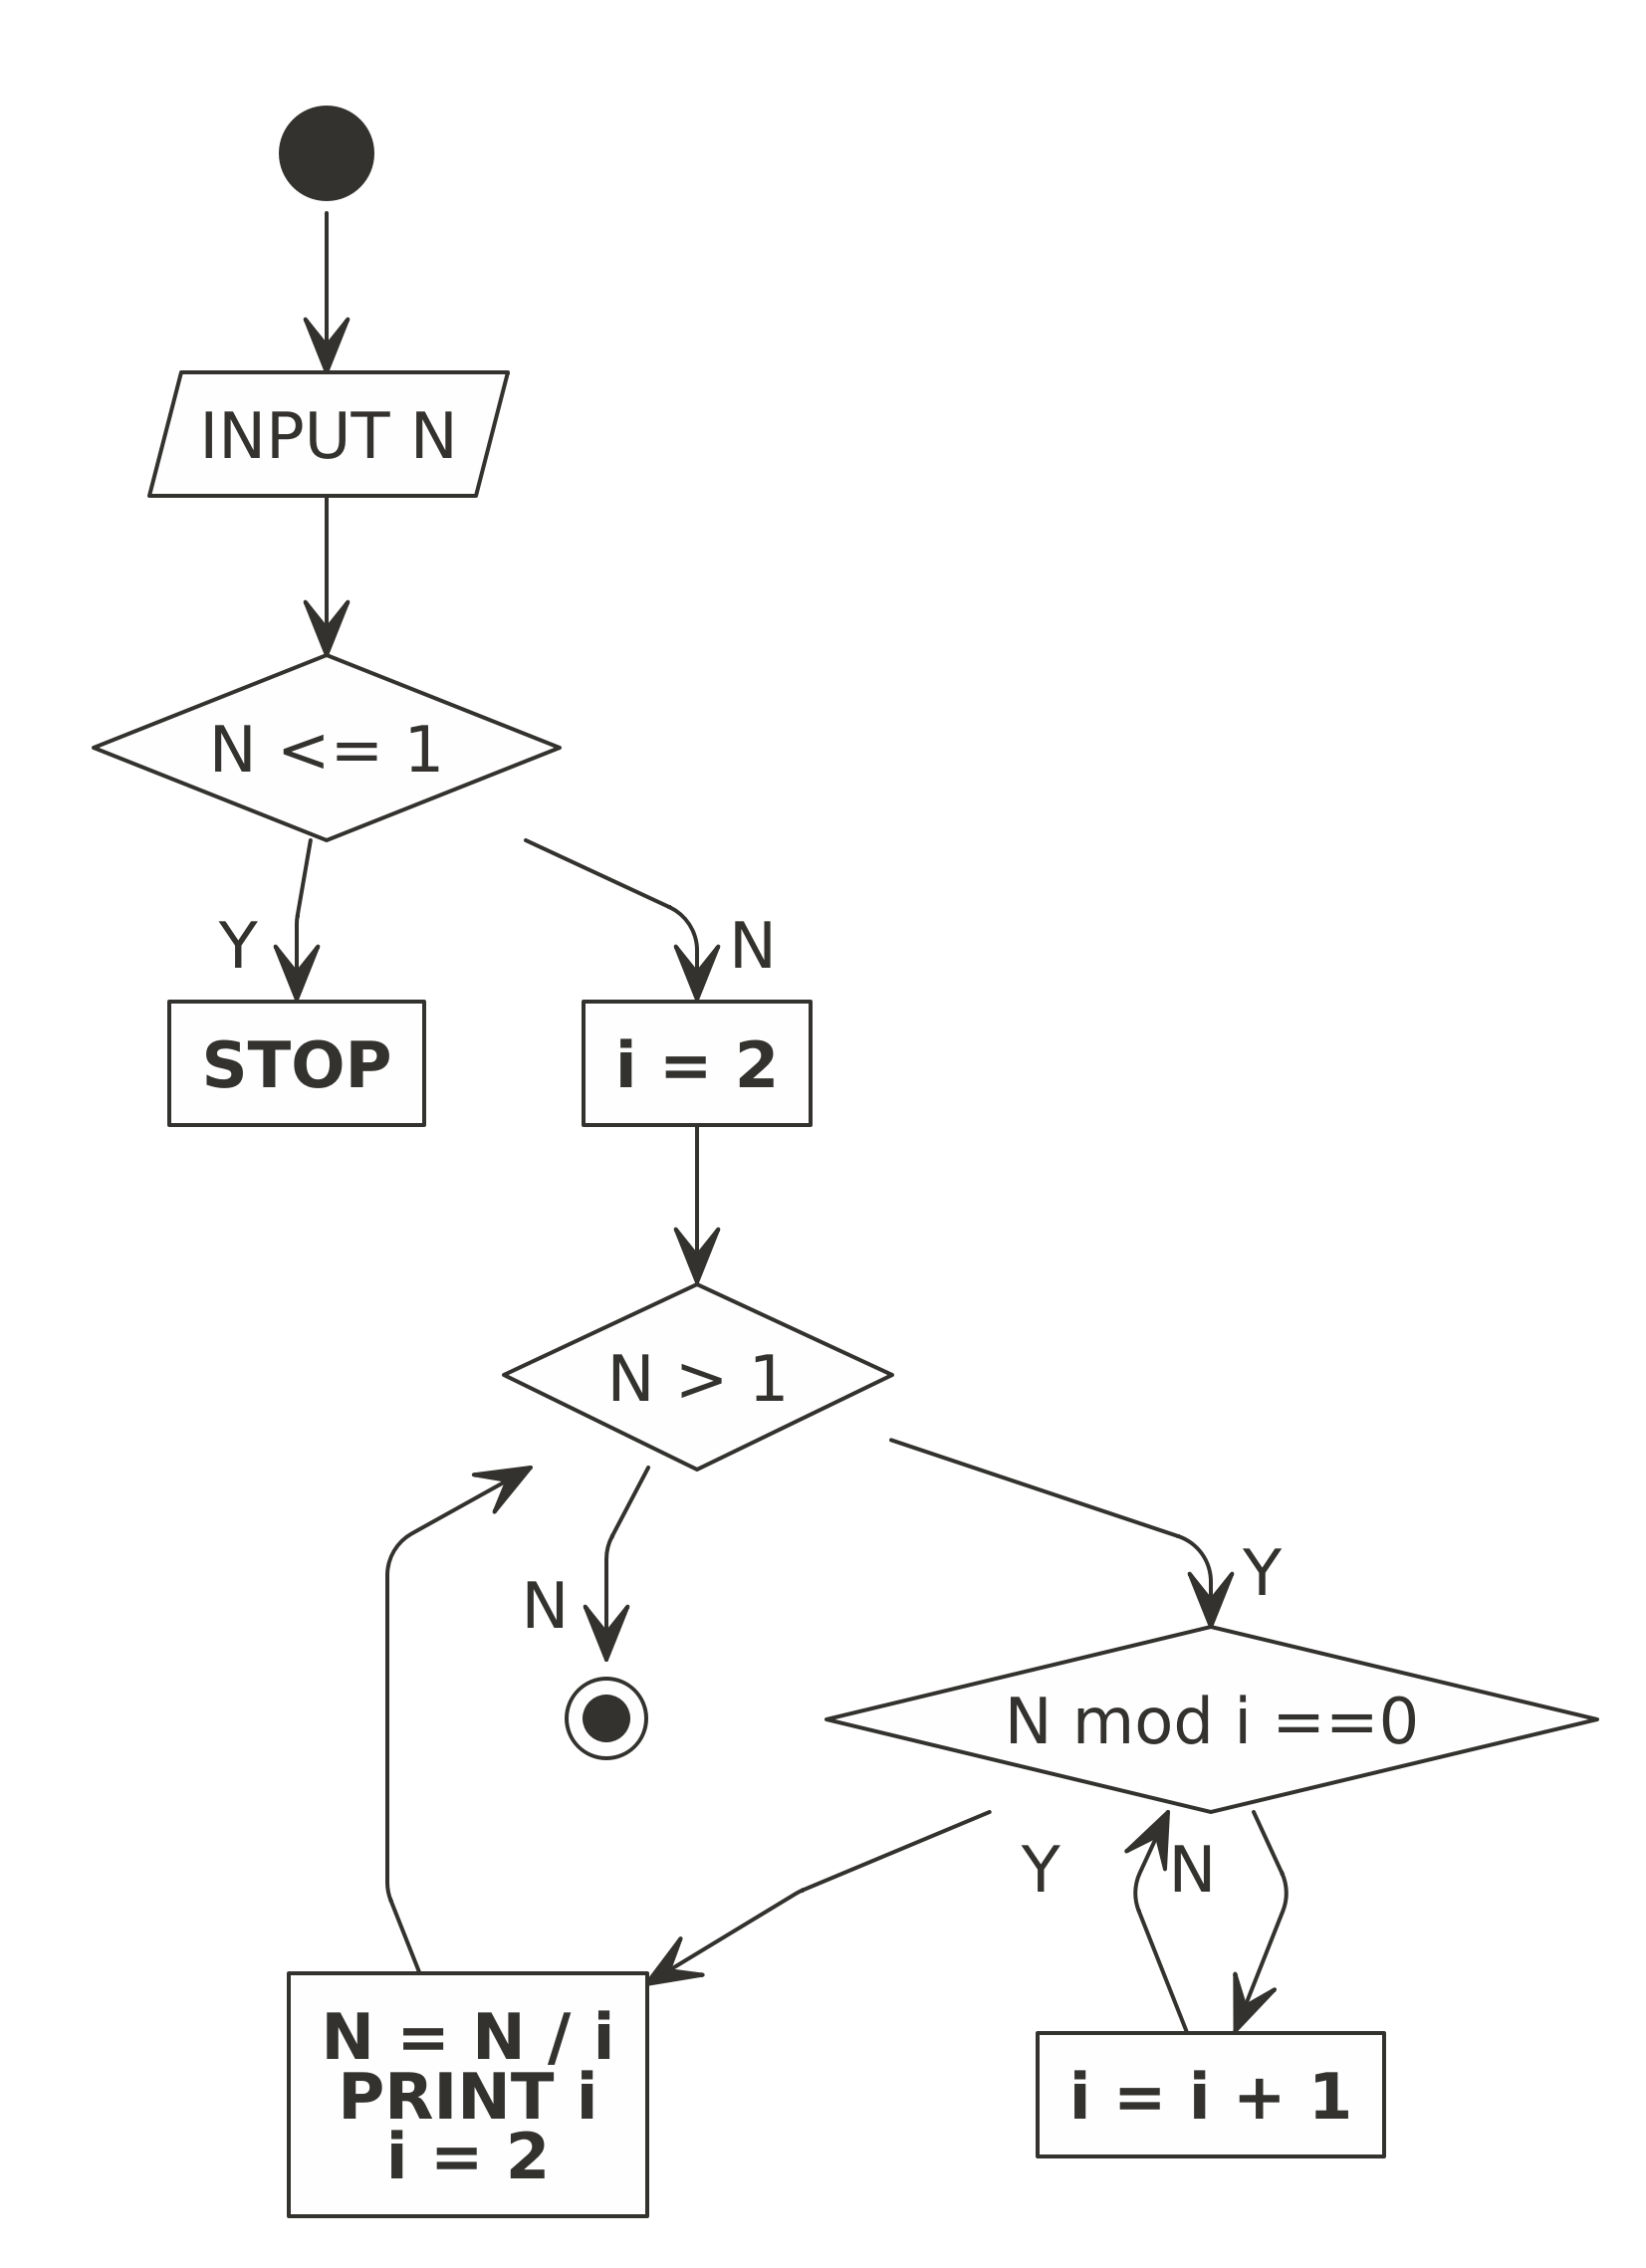 INPUT N
N <= 1
Y
N
STOP
i = 2
N > 1
N
Y
N mod i ==0
Y
N
N = N / i
PRINT i
i = 2
i = i + 1